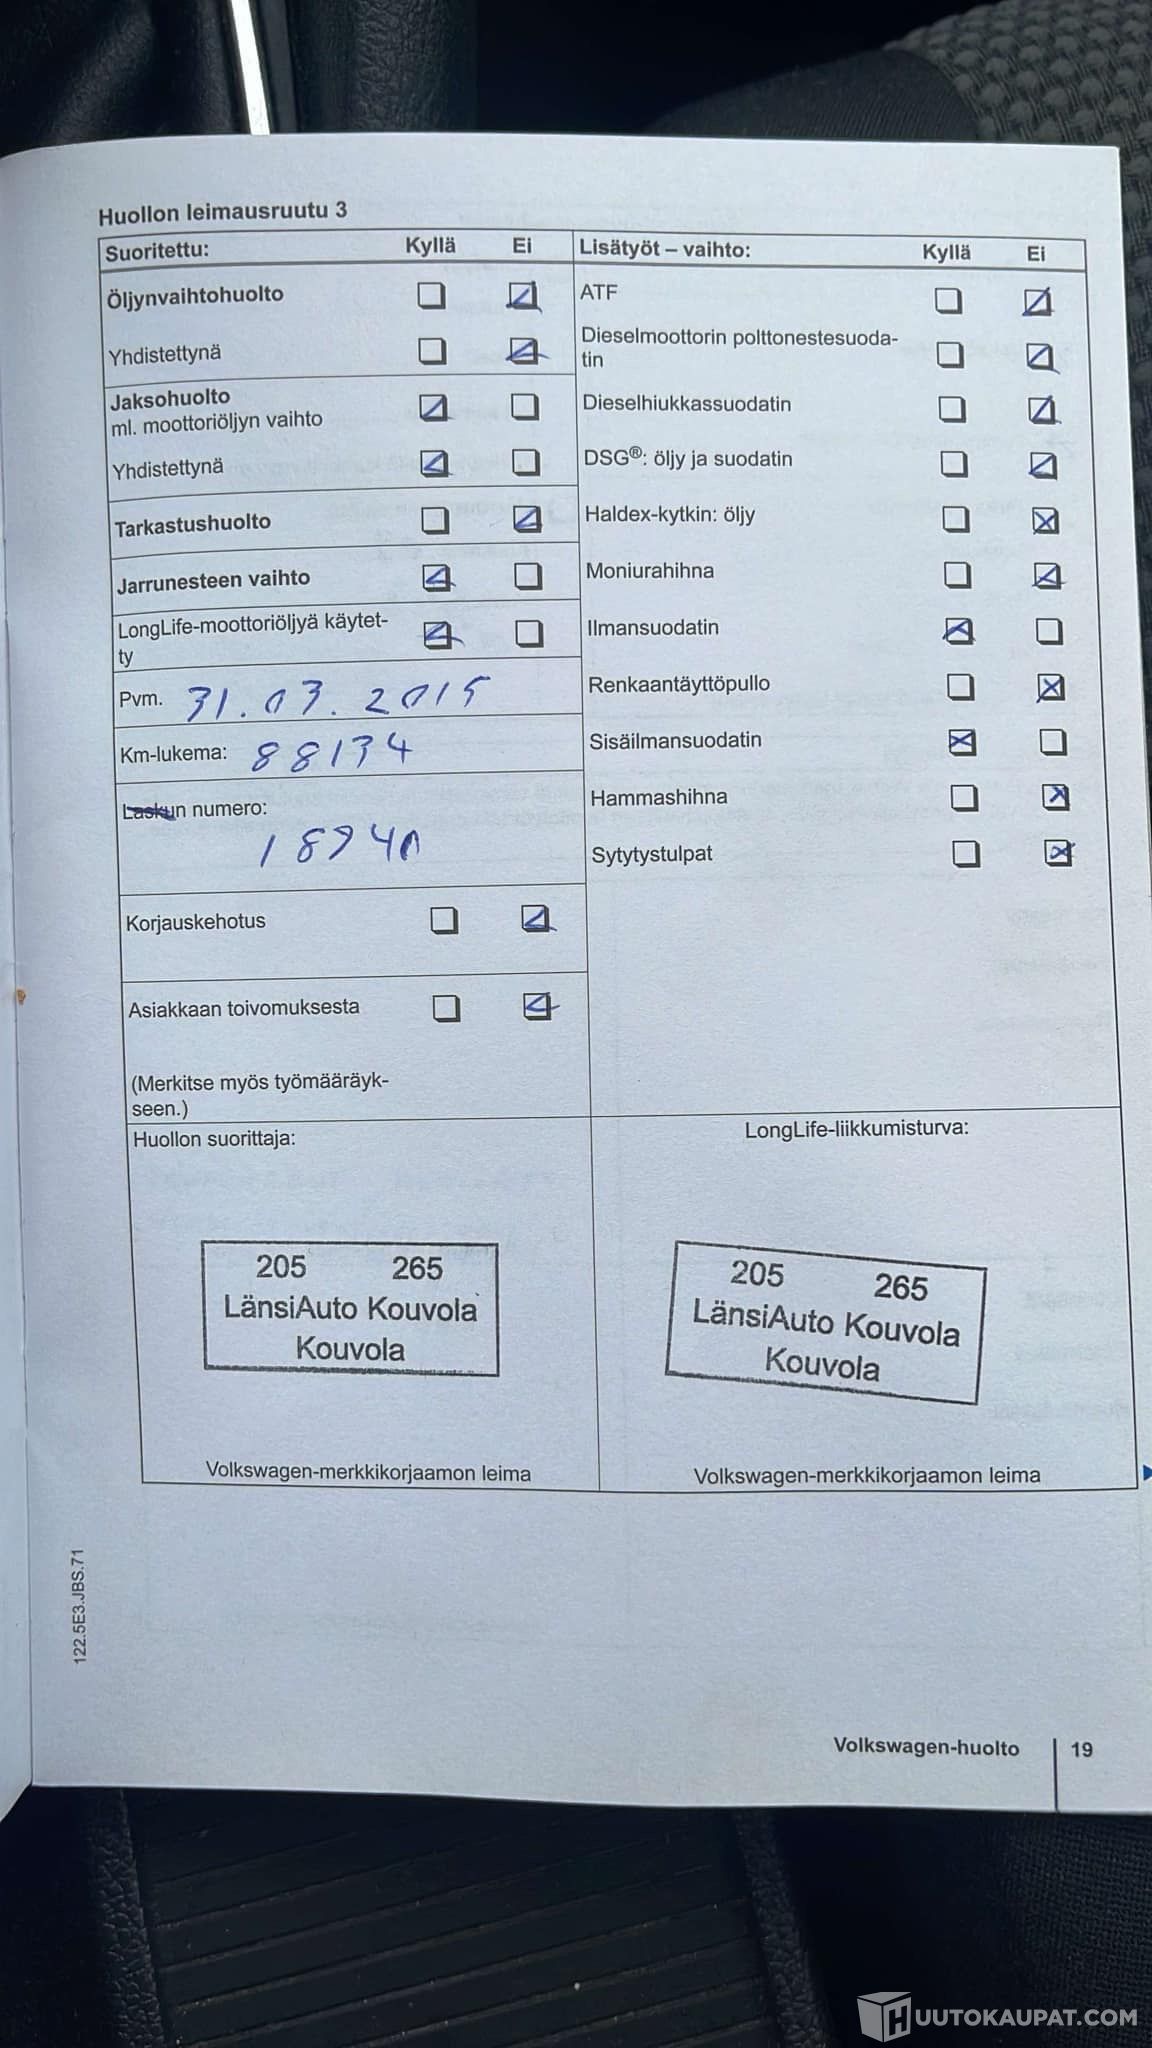 Huollon leimausruutu 3
Suoritettu: Kyllä Ei
Öljynvaihtohuolto
Yhdistettynä
Jaksohuolto
ml. moottoriöljyn vaihto
Yhdistettynä
Tarkastushuolto
Jarrunesteen vaihto
LongLife-moottoriöljyä käytet-
ty
Pvm. 31.03.2015
Km-lukema: 88134
Laskun numero:
Korjauskehotus
Asiakkaan toivomuksesta
(Merkitse myös työmääräyk-
seen.)
Lisätyöt – vaihto: Kyllä Ei
ATF
Dieselmoottorin polttonestesuoda-
tin
Dieselhiukkassuodatin
DSG®: öljy ja suodatin
Haldex-kytkin: öljy
Moniurahihna
Ilmansuodatin
Renkaantäyttöpullo
Sisäilmansuodatin
Hammashihna
Sytytystulpat
Huollon suorittaja:
205 265
LänsiAuto Kouvola
Kouvola
Volkswagen-merkkikorjaamon leima
LongLife-liikkumisturva:
205 265
LänsiAuto Kouvola
Kouvola
Volkswagen-merkkikorjaamon leima
122.5E3.JBS.71
Volkswagen-huolto 19
HUUTOKAUPAT.COM